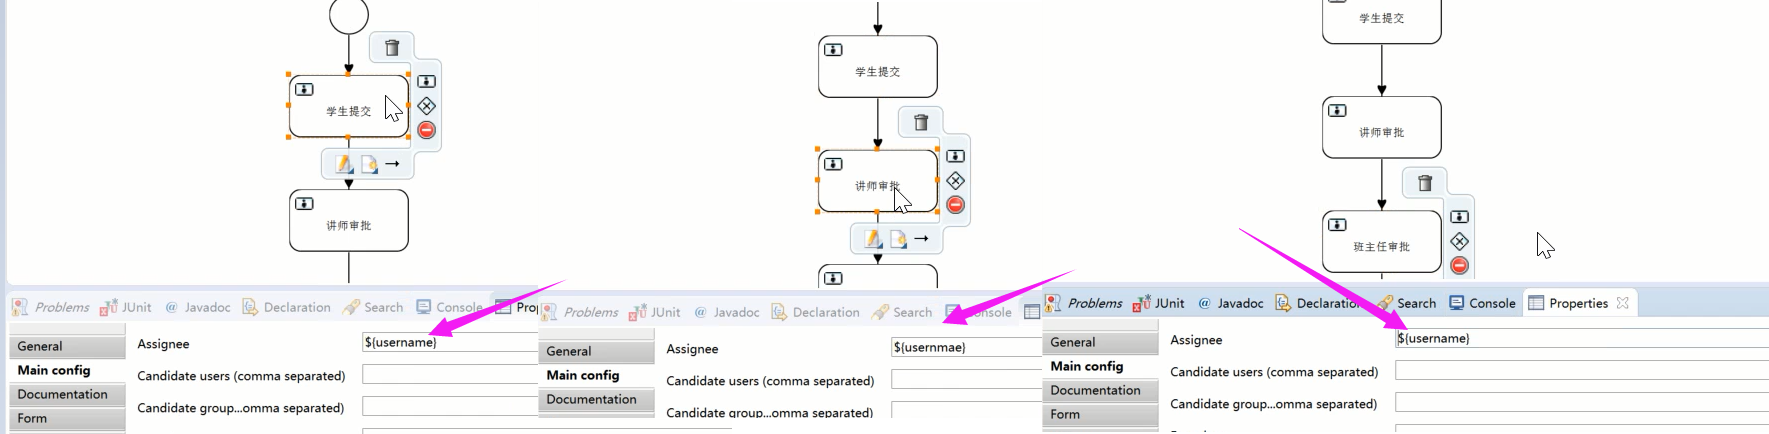 学生提交
讲师审批
Problems JUnit @ Javadoc Declaration Search Console Prop
General
Main config
Documentation
Form
Assignee ${username}
Candidate users (comma separated)
Candidate group...omma separated)
学生提交
讲师审批
Problems JUnit @ Javadoc Declaration Search Console
General
Main config
Documentation
Assignee ${usernmae}
Candidate users (comma separated)
Candidate group...omma separated)
学生提交
讲师审批
班主任审批
Problems JUnit @ Javadoc Declaration Search Console Properties
General
Main config
Documentation
Form
Assignee ${username}
Candidate users (comma separated)
Candidate group...omma separated)